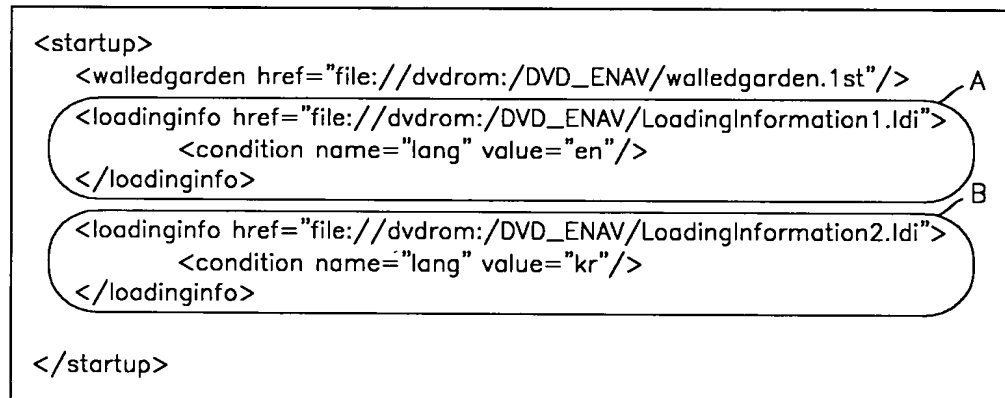 <startup>
<walledgarden href="file://dvdrom:/DVD_ENAV/walledgarden.1st"/>
A
<loadinginfo href="file://dvdrom:/DVD_ENAV/LoadingInformation1.ldi">
<condition name="lang" value="en"/>
</loadinginfo>
B
<loadinginfo href="file://dvdrom:/DVD_ENAV/LoadingInformation2.ldi">
<condition name="lang" value="kr"/>
</loadinginfo>
</startup>